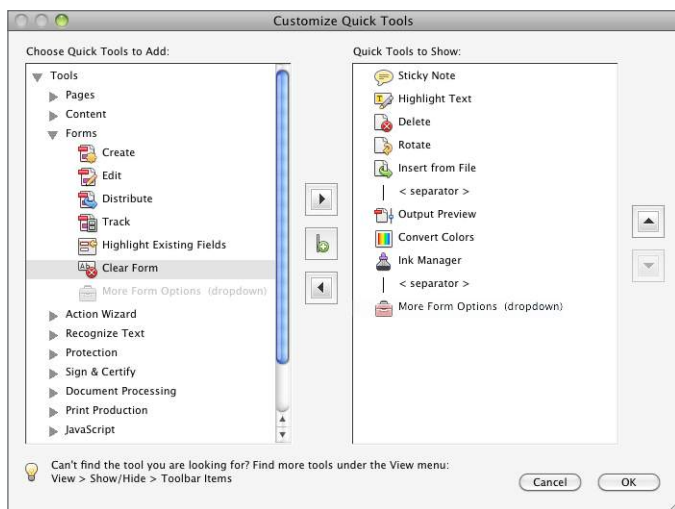 Customize Quick Tools
Choose Quick Tools to Add:
Tools
Pages
Content
Forms
Create
Edit
Distribute
Track
Highlight Existing Fields
Clear Form
More Form Options (dropdown)
Action Wizard
Recognize Text
Protection
Sign & Certify
Document Processing
Print Production
JavaScript
Quick Tools to Show:
Sticky Note
Highlight Text
Delete
Rotate
Insert from File
< separator >
Output Preview
Convert Colors
Ink Manager
< separator >
More Form Options (dropdown)
Can't find the tool you are looking for? Find more tools under the View menu:
View > Show/Hide > Toolbar Items
Cancel
OK